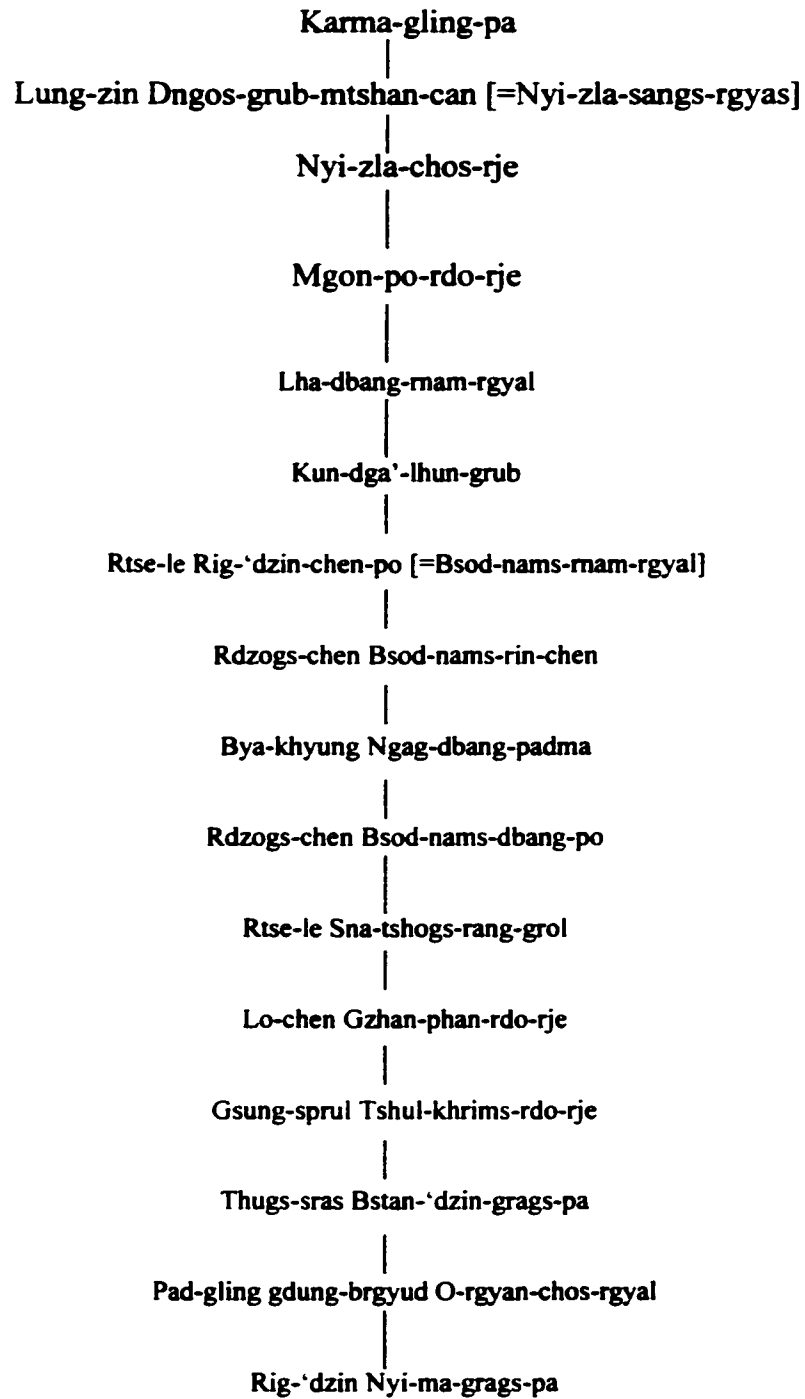 Karma-gling-pa
Lung-zin Dngos-grub-mtshan-can [=Nyi-zla-sangs-rgyas]
Nyi-zla-chos-rje
Mgon-po-rdo-rje
Lha-dbang-rnam-rgyal
Kun-dga'-lhun-grub
Rtse-le Rig-‘dzin-chen-po [=Bsod-nams-rnam-rgyal]
Rdzogs-chen Bsod-nams-rin-chen
Bya-khyung Ngag-dbang-padma
Rdzogs-chen Bsod-nams-dbang-po
Rtse-le Sna-tshogs-rang-grol
Lo-chen Gzhan-phan-rdo-rje
Gsung-sprul Tshul-khrims-rdo-rje
Thugs-sras Bstan-‘dzin-grags-pa
Pad-gling gdung-brgyud O-rgyan-chos-rgyal
Rig-‘dzin Nyi-ma-grags-pa